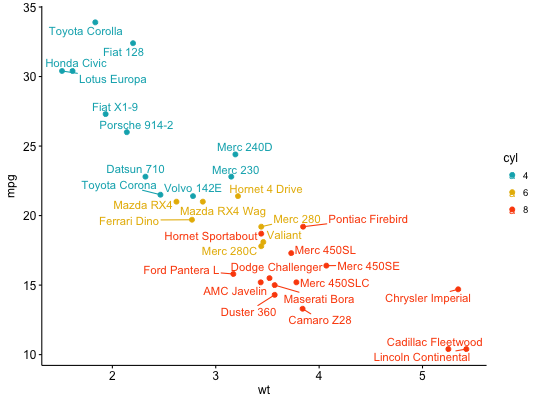 35
Toyota Corolla
Fiat 128
Honda Civic
Lotus Europa
30
Fiat X1-9
Porsche 914-2
25
Merc 240D
Datsun 710
Merc 230
Toyota Corona
Volvo 142E
Hornet 4 Drive
Mazda RX4
Mazda RX4 Wag
20
Ferrari Dino
Merc 280
Pontiac Firebird
Hornet Sportabout
Valiant
Merc 280C
Merc 450SL
Ford Pantera L
Dodge Challenger
Merc 450SE
15
AMC Javelin
Merc 450SLC
Maserati Bora
Chrysler Imperial
Duster 360
Camaro Z28
Cadillac Fleetwood
Lincoln Continental
10
mpg
2
3
4
5
wt
cyl
4
6
8